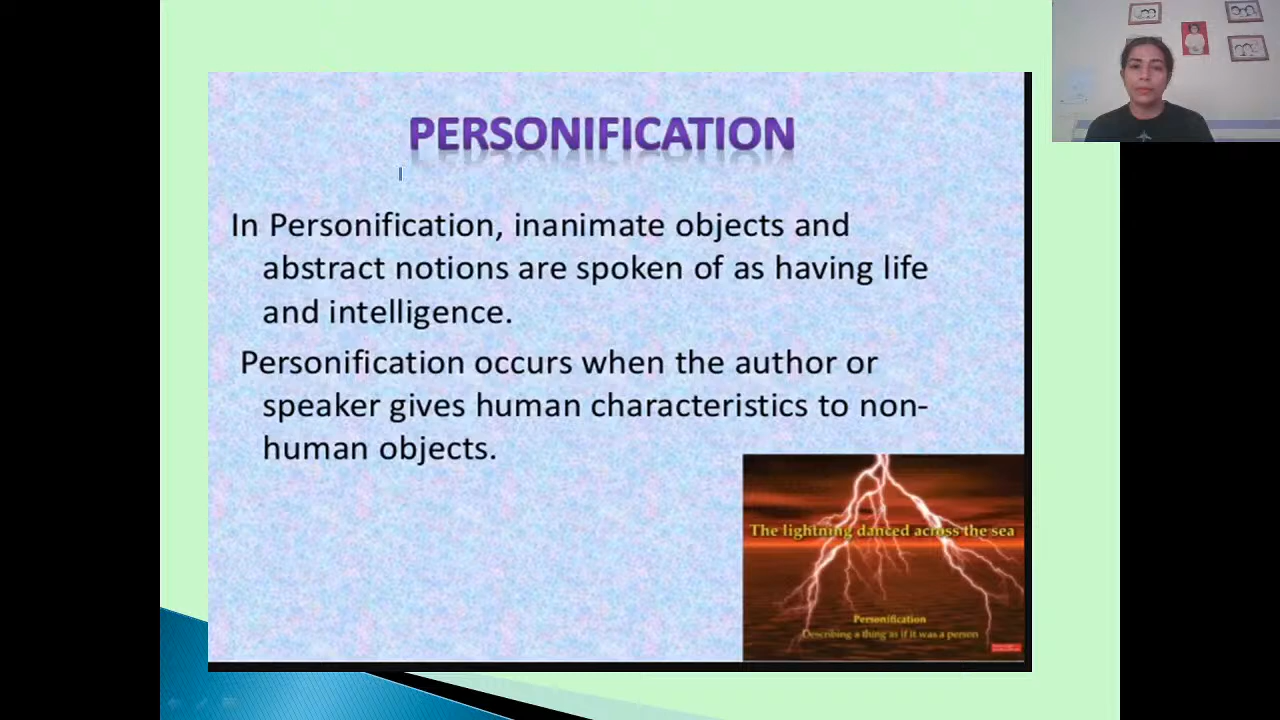 PERSONIFICATION
In Personification, inanimate objects and
abstract notions are spoken of as having life
and intelligence.
Personification occurs when the author or
speaker gives human characteristics to non-
human objects.
The lightning danced across the sea
Personification
Describing a thing as if it was a person